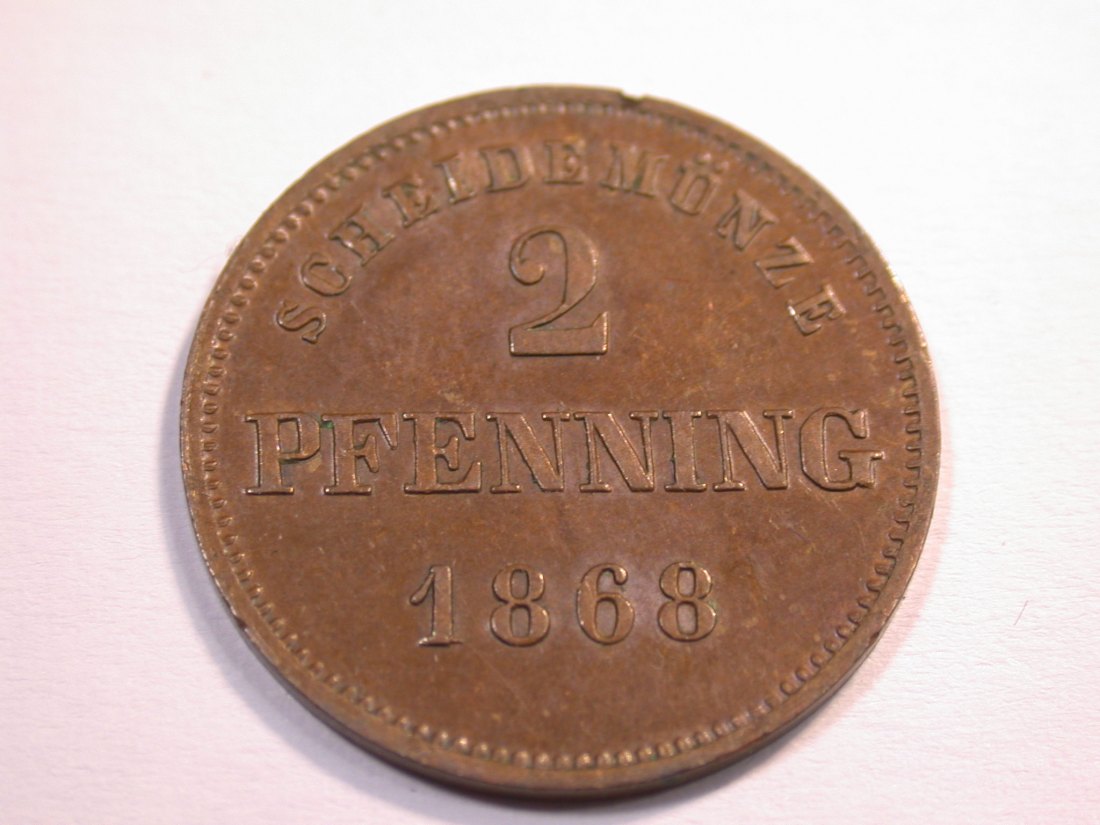 SCHEIDEMÜNZE
2
PFENNING
1868